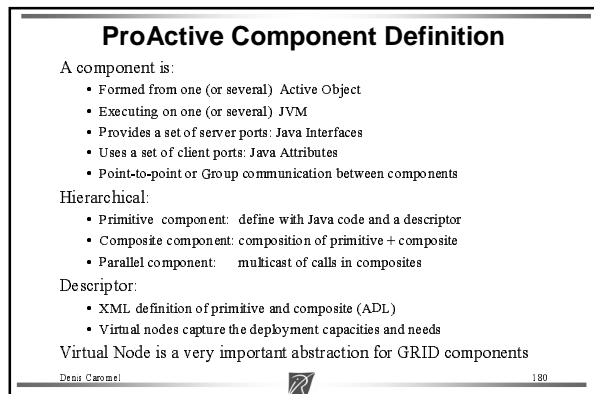 ProActive Component Definition
A component is:
• Formed from one (or several) Active Object
• Executing on one (or several) JVM
• Provides a set of server ports: Java Interfaces
• Uses a set of client ports: Java Attributes
• Point-to-point or Group communication between components
Hierarchical:
• Primitive component: define with Java code and a descriptor
• Composite component: composition of primitive + composite
• Parallel component: multicast of calls in composites
Descriptor:
• XML definition of primitive and composite (ADL)
• Virtual nodes capture the deployment capacities and needs
Virtual Node is a very important abstraction for GRID components
Denis Caromel 180